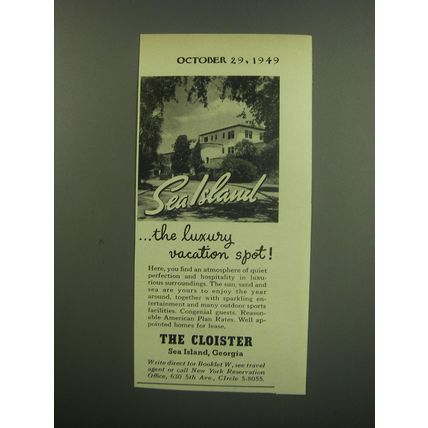 OCTOBER 29, 1949
Sea Island
...the luxury
vacation spot!
Here, you find an atmosphere of quiet
perfection and hospitality in luxu-
rious surroundings. The sun, sand and
sea are yours to enjoy the year
around, together with sparkling en-
tertainment and many outdoor sports
facilities. Congenial guests. Reason-
able American Plan Rates. Well ap-
pointed homes for lease.
THE CLOISTER
Sea Island, Georgia
Write direct for Booklet W, see travel
agent or call New York Reservation
Office, 630 5th Ave., CIrcle 5-8055.